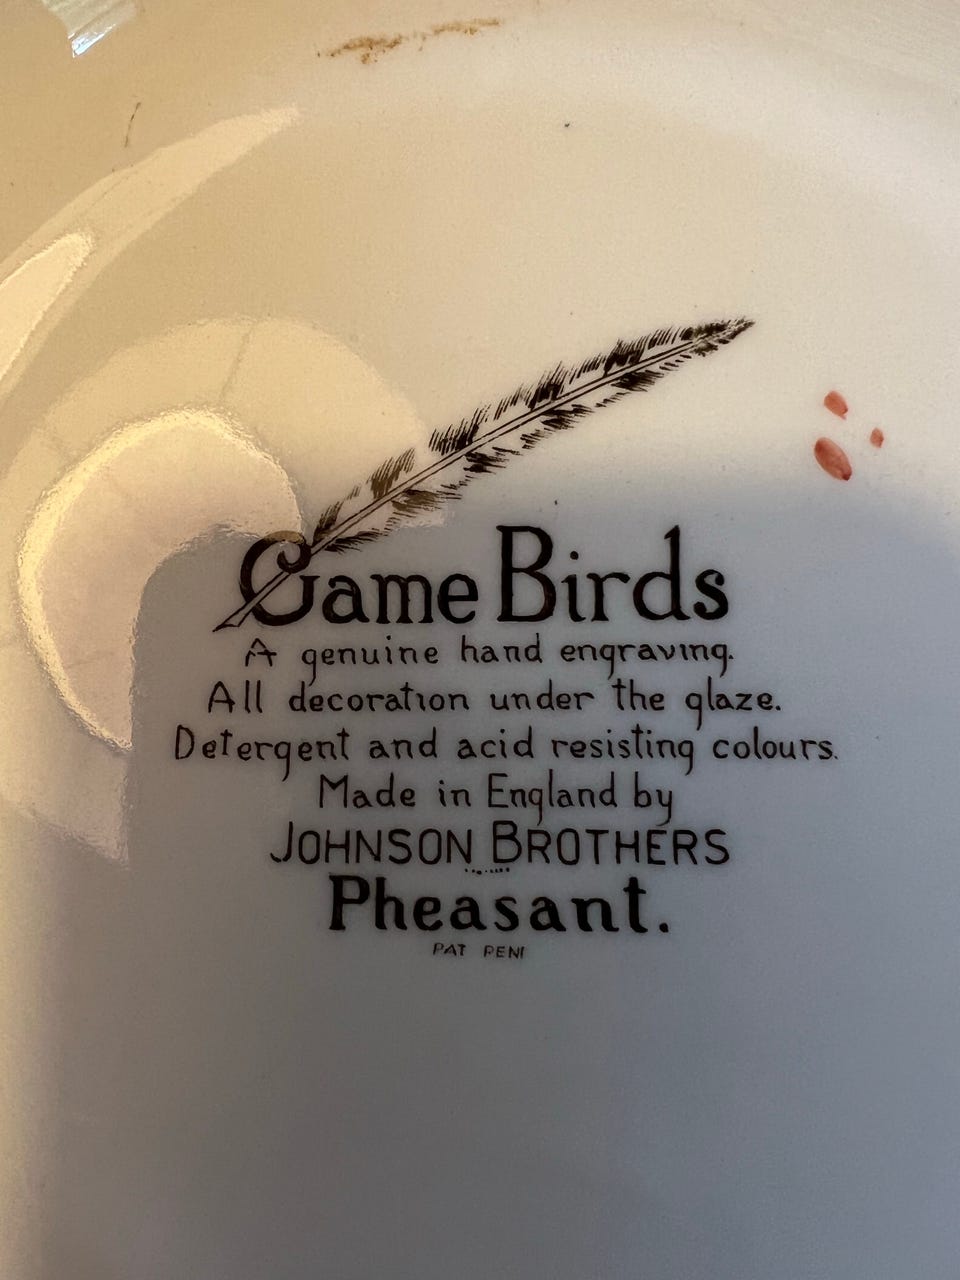 Game Birds
A genuine hand engraving.
All decoration under the glaze.
Detergent and acid resisting colours.
Made in England by
JOHNSON BROTHERS
Pheasant.
PAT PEN